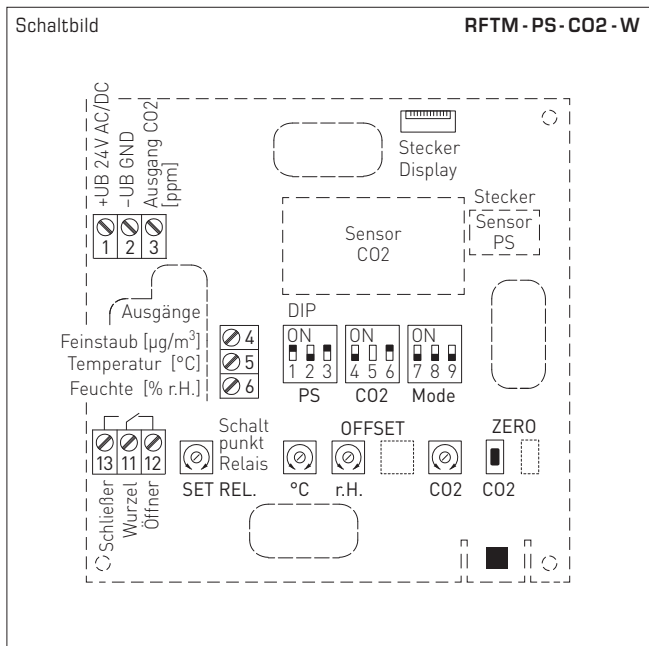 Schaltbild
RFTM-PS-CO2-W
+UB 24V AC/DC
-UB GND
Ausgang CO2
[ppm]
1 2 3
Stecker
Display
Stecker
Sensor
PS
Sensor
CO2
Ausgänge
Feinstaub [µg/m³] 4
Temperatur [°C] 5
Feuchte [% r.H.] 6
DIP
ON ON ON
1 2 3 4 5 6 7 8 9
PS CO2 Mode
13 11 12
Schließer
Wurzel
Öffner
Schalt
punkt
Relais
SET REL.
OFFSET
°C r.H. CO2
ZERO
CO2